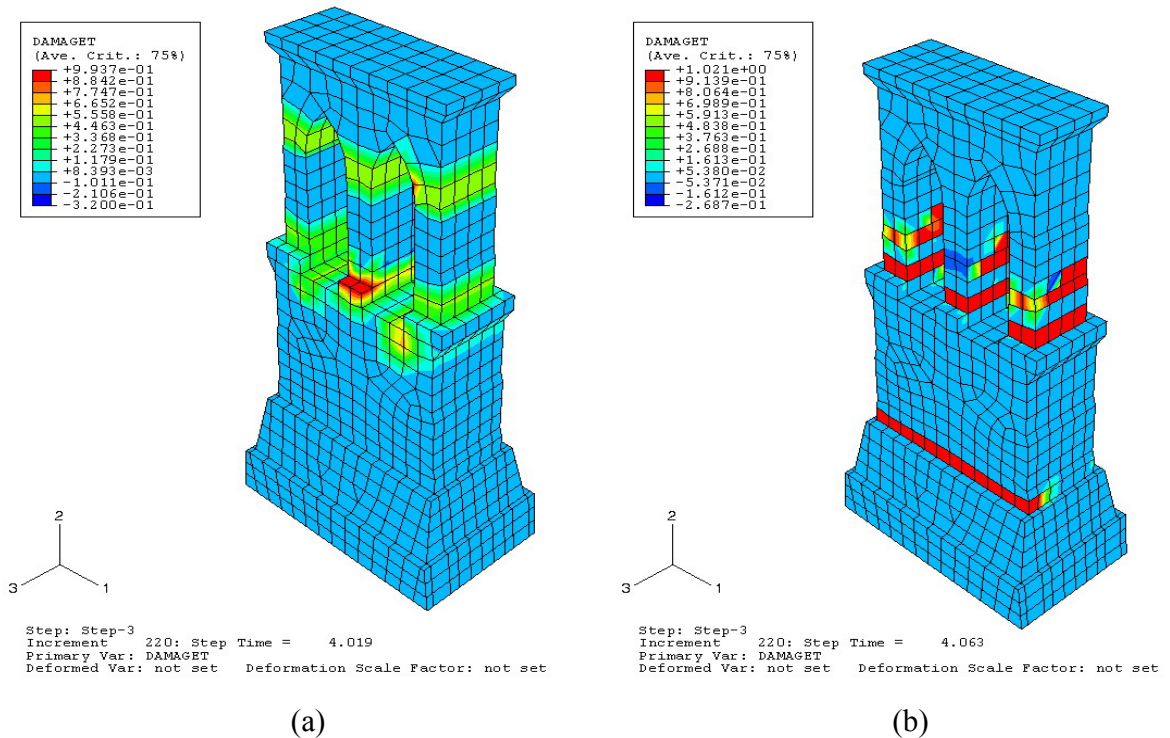 DAMAGET
(Ave. Crit.: 75%)
+9.937e-01
+8.842e-01
+7.747e-01
+6.652e-01
+5.558e-01
+4.463e-01
+3.368e-01
+2.273e-01
+1.179e-01
+8.393e-03
-1.011e-01
-2.106e-01
-3.200e-01
2
3
1
Step: Step-3
Increment 220: Step Time = 4.019
Primary Var: DAMAGET
Deformed Var: not set Deformation Scale Factor: not set
(a)
DAMAGET
(Ave. Crit.: 75%)
+1.021e+00
+9.139e-01
+8.064e-01
+6.989e-01
+5.913e-01
+4.838e-01
+3.763e-01
+2.688e-01
+1.613e-01
+5.380e-02
-5.371e-02
-1.612e-01
-2.687e-01
2
3
1
Step: Step-3
Increment 220: Step Time = 4.063
Primary Var: DAMAGET
Deformed Var: not set Deformation Scale Factor: not set
(b)